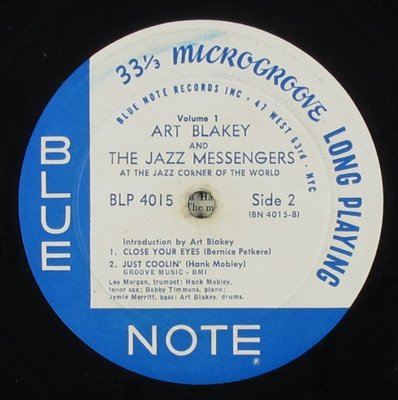 33⅓ MICROGROOVE LONG PLAYING
BLUE NOTE RECORDS INC · 47 WEST 63rd · NYC
Volume 1
ART BLAKEY
AND
THE JAZZ MESSENGERS
AT THE JAZZ CORNER OF THE WORLD
BLP 4015 Side 2
(BN 4015-B)
Introduction by Art Blakey
1. CLOSE YOUR EYES (Bernice Petkere)
2. JUST COOLIN' (Hank Mobley)
GROOVE MUSIC - BMI
Lee Morgan, trumpet; Hank Mobley,
tenor sax; Bobby Timmons, piano;
Jymie Merritt, bass; Art Blakey, drums.
BLUE
NOTE
®